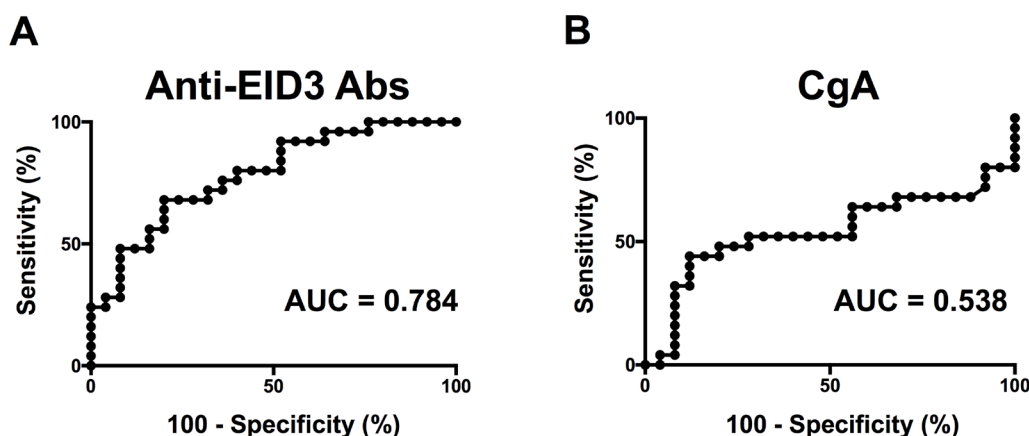 A
Anti-EID3 Abs
Sensitivity (%)
100
50
0
AUC = 0.784
0
50
100
100 - Specificity (%)
B
CgA
Sensitivity (%)
100
50
0
AUC = 0.538
0
50
100
100 - Specificity (%)